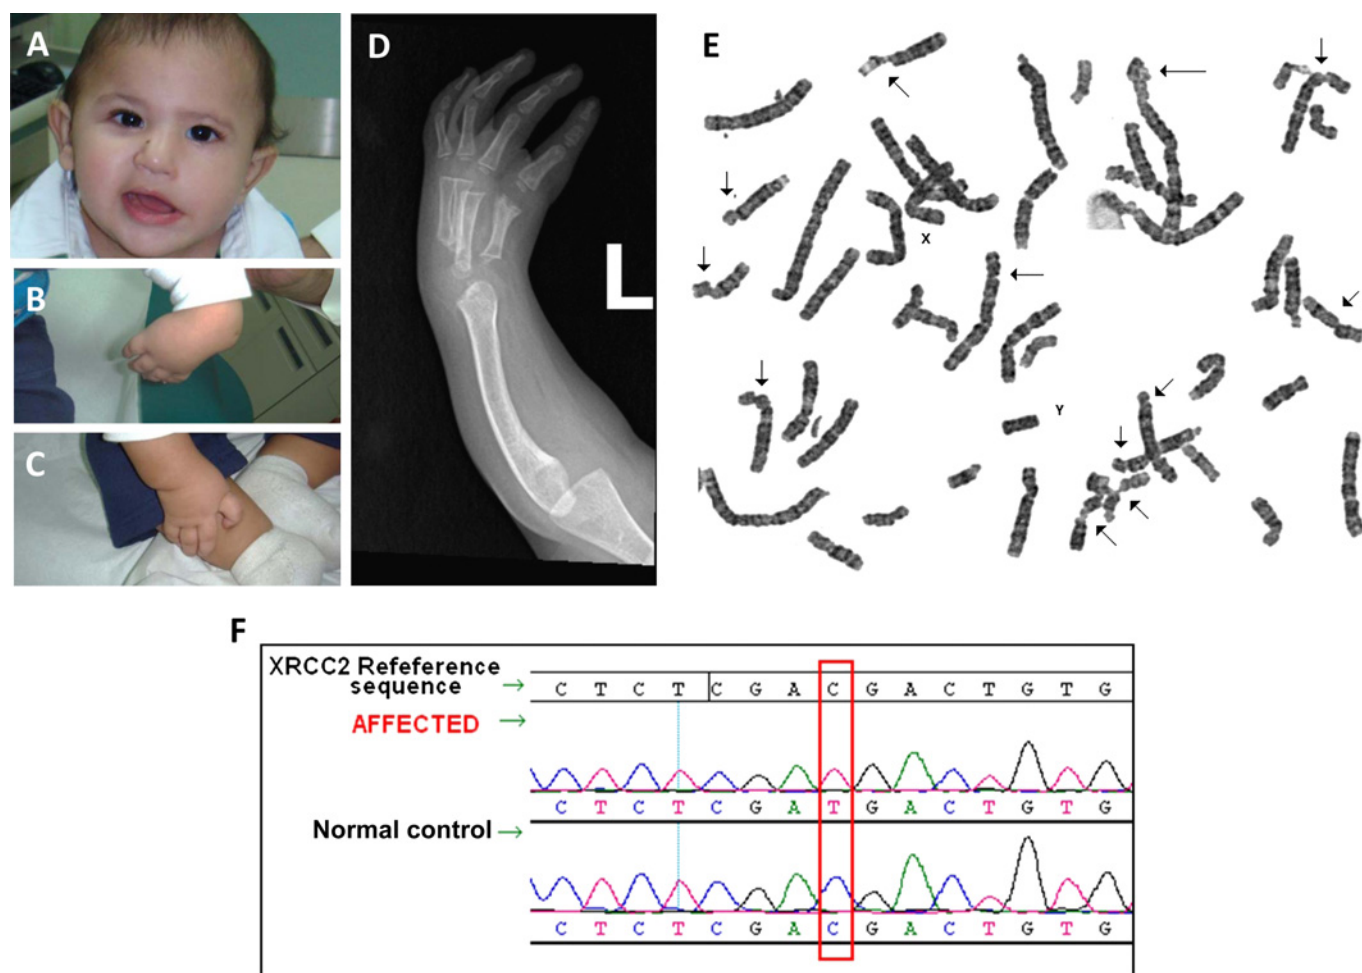 A
B
C
D
L
E
X
Y
F
XRCC2 Refeference
sequence → C T C T C G A C G A C T G T G
AFFECTED →
C T C T C G A T G A C T G T G
Normal control →
C T C T C G A C G A C T G T G